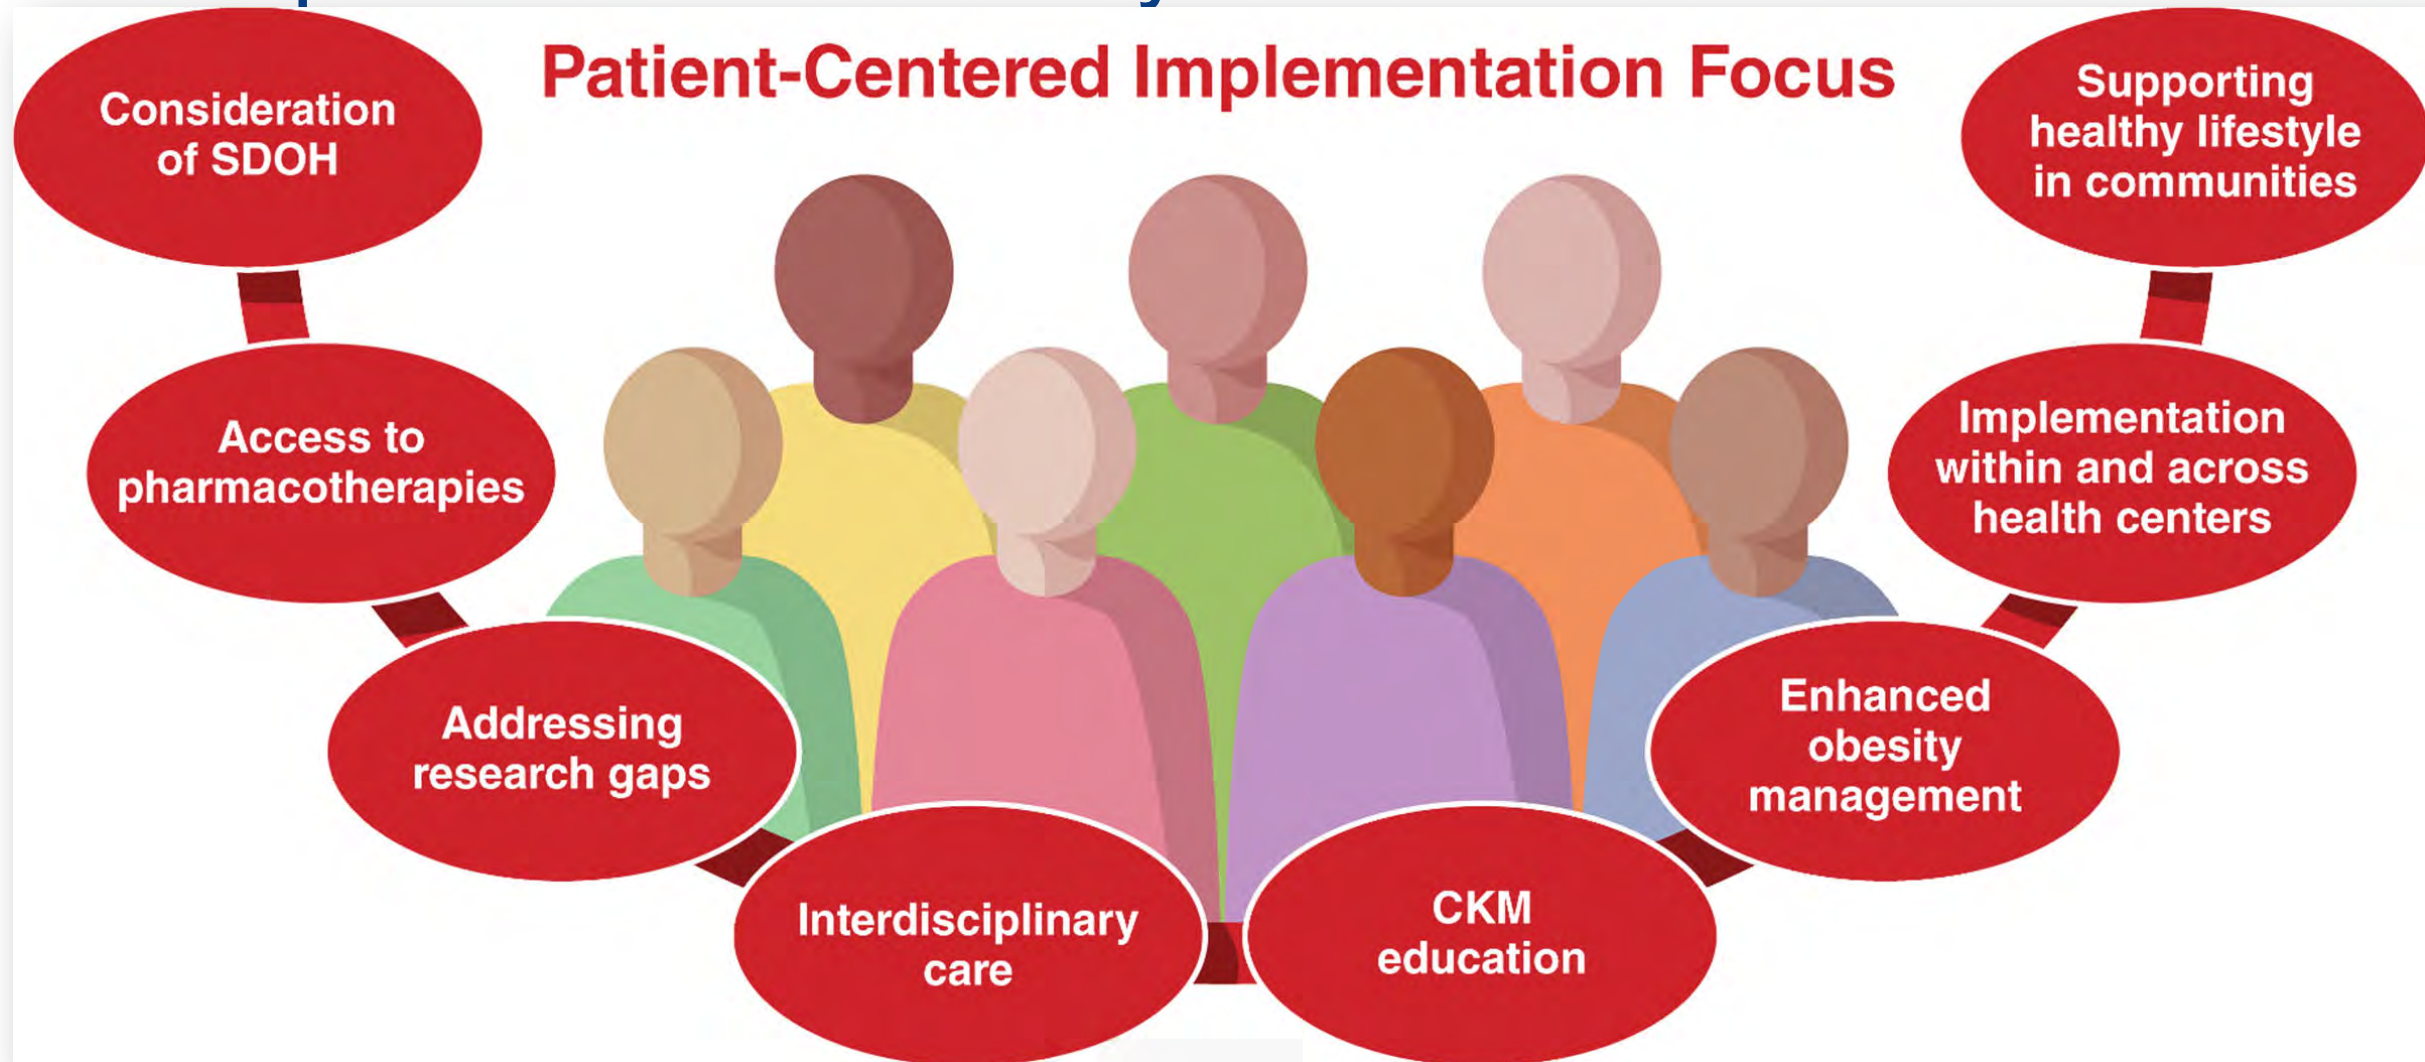 Patient-Centered Implementation Focus
Consideration
of SDOH
Access to
pharmacotherapies
Addressing
research gaps
Interdisciplinary
care
CKM
education
Enhanced
obesity
management
Implementation
within and across
health centers
Supporting
healthy lifestyle
in communities